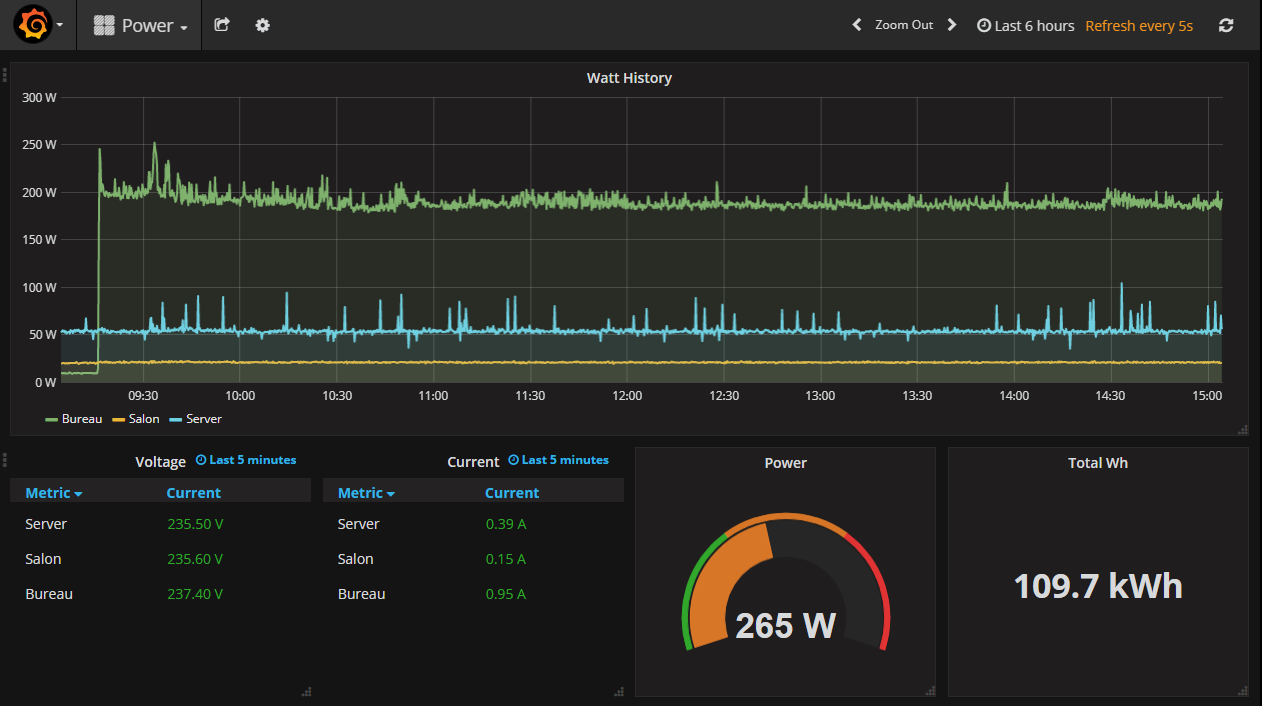 Power
Zoom Out Last 6 hours Refresh every 5s
Watt History
300 W
250 W
200 W
150 W
100 W
50 W
0 W
09:30 10:00 10:30 11:00 11:30 12:00 12:30 13:00 13:30 14:00 14:30 15:00
Bureau Salon Server
Voltage Last 5 minutes
Metric Current
Server 235.50 V
Salon 235.60 V
Bureau 237.40 V
Current Last 5 minutes
Metric Current
Server 0.39 A
Salon 0.15 A
Bureau 0.95 A
Power
265 W
Total Wh
109.7 kWh